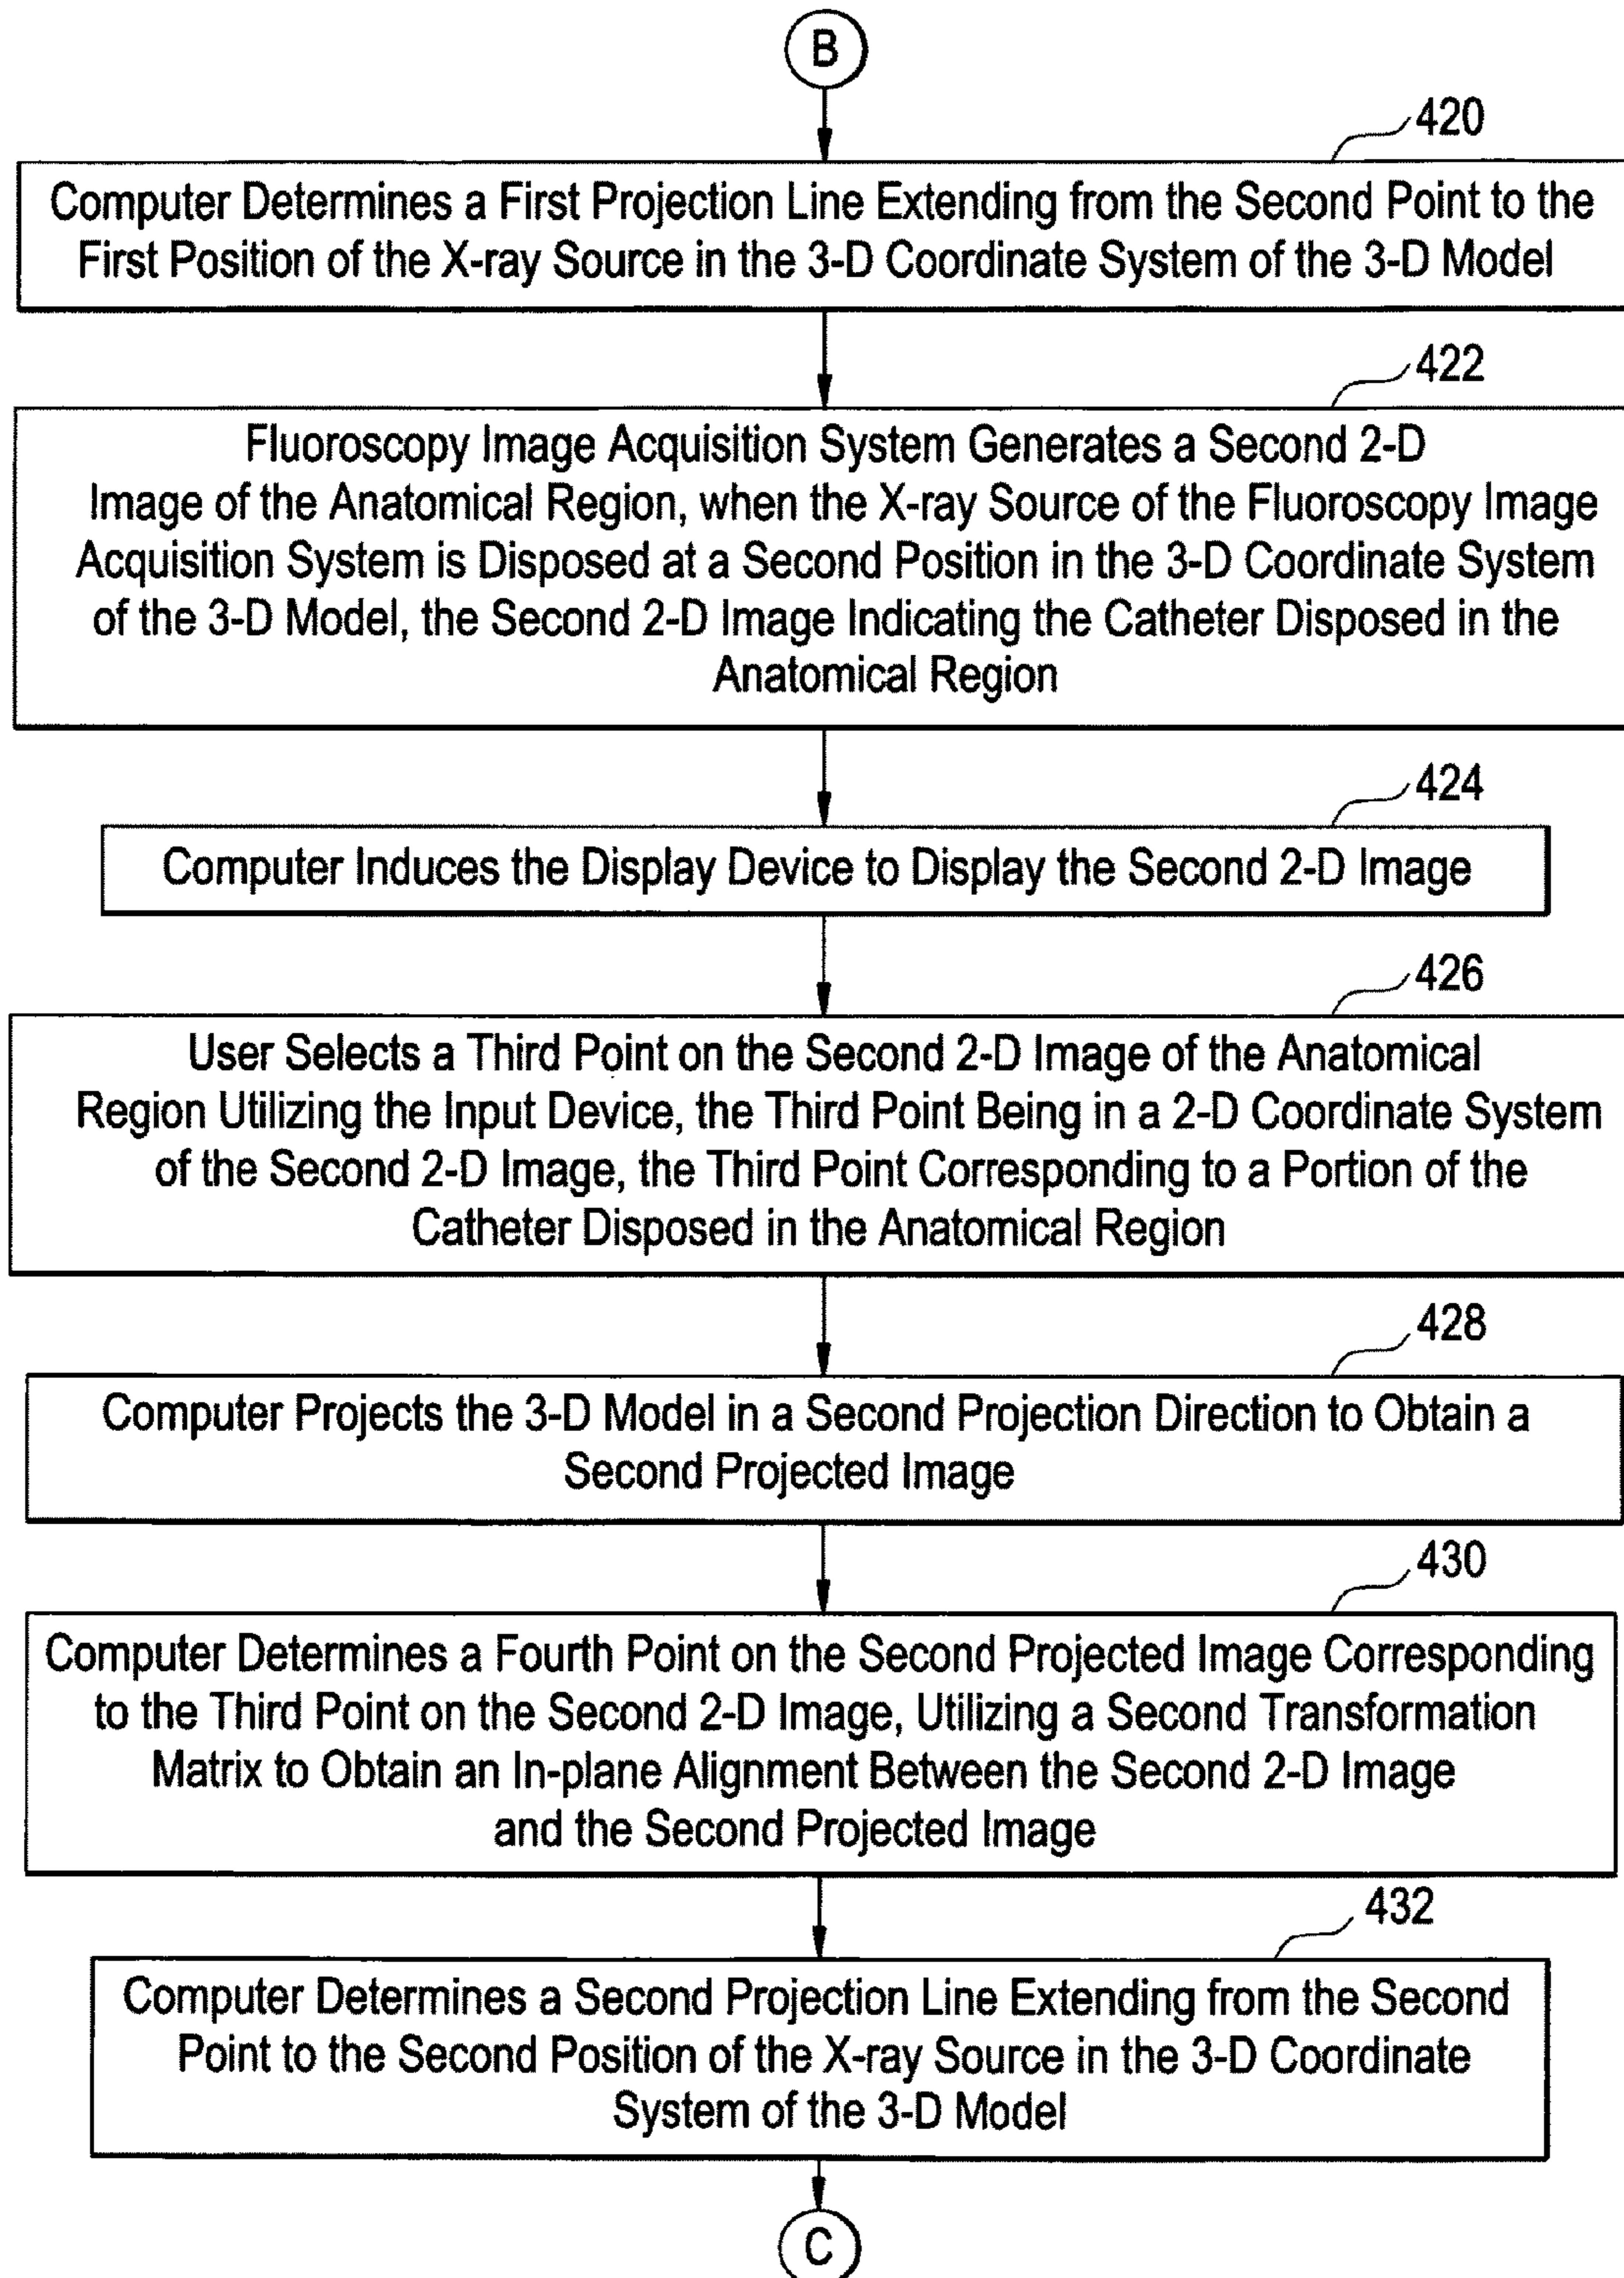 B
420
Computer Determines a First Projection Line Extending from the Second Point to the
First Position of the X-ray Source in the 3-D Coordinate System of the 3-D Model
422
Fluoroscopy Image Acquisition System Generates a Second 2-D
Image of the Anatomical Region, when the X-ray Source of the Fluoroscopy Image
Acquisition System is Disposed at a Second Position in the 3-D Coordinate System
of the 3-D Model, the Second 2-D Image Indicating the Catheter Disposed in the
Anatomical Region
424
Computer Induces the Display Device to Display the Second 2-D Image
426
User Selects a Third Point on the Second 2-D Image of the Anatomical
Region Utilizing the Input Device, the Third Point Being in a 2-D Coordinate System
of the Second 2-D Image, the Third Point Corresponding to a Portion of the
Catheter Disposed in the Anatomical Region
428
Computer Projects the 3-D Model in a Second Projection Direction to Obtain a
Second Projected Image
430
Computer Determines a Fourth Point on the Second Projected Image Corresponding
to the Third Point on the Second 2-D Image, Utilizing a Second Transformation
Matrix to Obtain an In-plane Alignment Between the Second 2-D Image
and the Second Projected Image
432
Computer Determines a Second Projection Line Extending from the Second
Point to the Second Position of the X-ray Source in the 3-D Coordinate
System of the 3-D Model
C